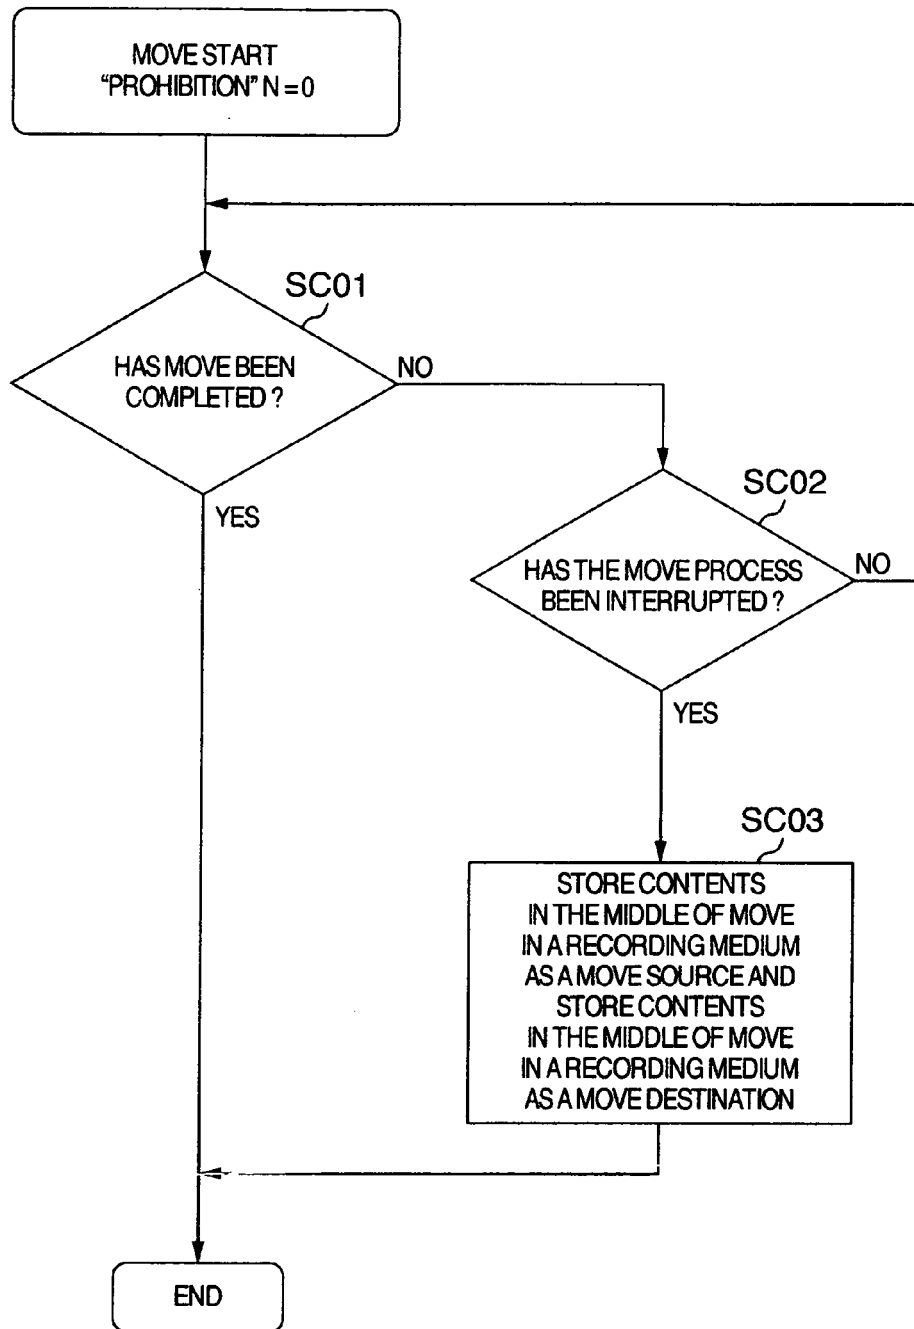 MOVE START
"PROHIBITION" N = 0
SC01
HAS MOVE BEEN
COMPLETED ?
NO
YES
SC02
HAS THE MOVE PROCESS
BEEN INTERRUPTED ?
NO
YES
SC03
STORE CONTENTS
IN THE MIDDLE OF MOVE
IN A RECORDING MEDIUM
AS A MOVE SOURCE AND
STORE CONTENTS
IN THE MIDDLE OF MOVE
IN A RECORDING MEDIUM
AS A MOVE DESTINATION
END